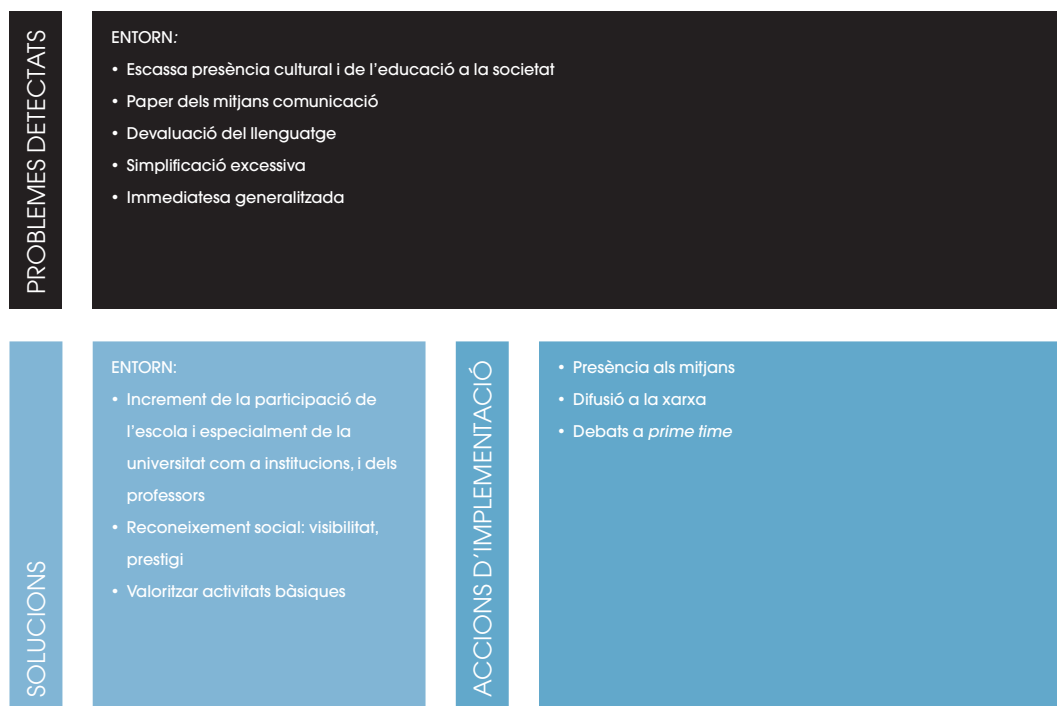 PROBLEMES DETECTATS
ENTORN:
• Escassa presència cultural i de l’educació a la societat
• Paper dels mitjans comunicació
• Devaluació del llenguatge
• Simplificació excessiva
• Immediatesa generalitzada
SOLUCIONS
ENTORN:
• Increment de la participació de
l’escola i especialment de la
universitat com a institucions, i dels
professors
• Reconeixement social: visibilitat,
prestigi
• Valoritzar activitats bàsiques
ACCIONS D’IMPLEMENTACIÓ
• Presència als mitjans
• Difusió a la xarxa
• Debats a prime time